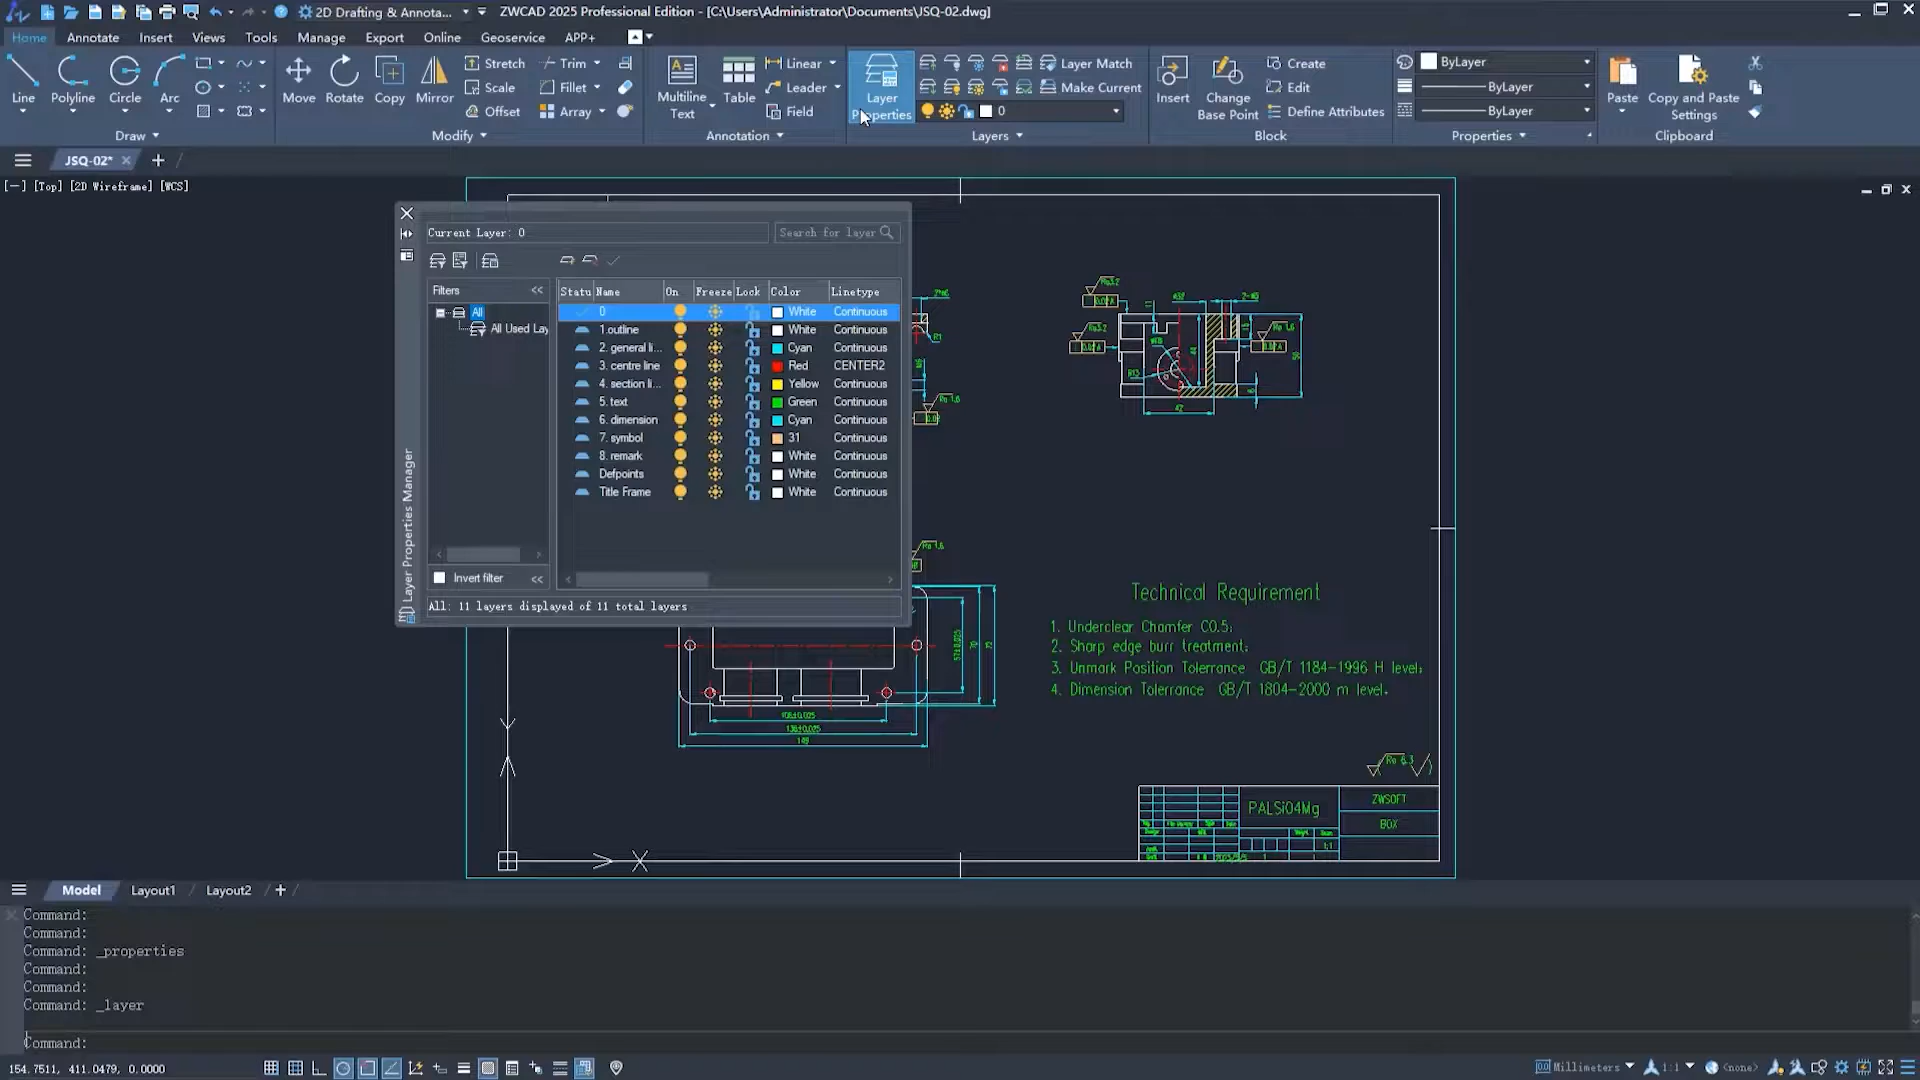 2D Drafting & Annota...
ZWCAD 2025 Professional Edition - [C:\Users\Administrator\Documents\JSQ-02.dwg]
Home Annotate Insert Views Tools Manage Export Online Geoservice APP+
Line Polyline Circle Arc
Draw
Move Rotate Copy Mirror
Stretch Trim
Scale Fillet
Offset Array
Modify
Multiline Text
Table
Linear
Leader
Field
Annotation
Layer Properties
Layer Match
Make Current
0
Layers
Insert
Change Base Point
Create
Edit
Define Attributes
Block
ByLayer
ByLayer
ByLayer
Properties
Paste
Copy and Paste Settings
Clipboard
JSQ-02*
[-] [Top] [2D Wireframe] [WCS]
Current Layer: 0
Search for layer
Filters
All
All Used Lay
Invert filter
Statu Name On Freeze Lock Color Linetype
0 White Continuous
1.outline White Continuous
2. general li... Cyan Continuous
3. centre line Red CENTER2
4. section li... Yellow Continuous
5. text Green Continuous
6. dimension Cyan Continuous
7. symbol 31 Continuous
8. remark White Continuous
Defpoints White Continuous
Title Frame White Continuous
All: 11 layers displayed of 11 total layers
Layer Properties Manager
Technical Requirement
1. Underclear Chamfer C0.5;
2. Sharp edge burr treatment;
3. Unmark Position Tolerrance GB/T 1184-1996 H level;
4. Dimension Tolerrance GB/T 1804-2000 m level.
Ra 6.3
PALSi04Mg
ZWSOFT
BOX
1:1
X
Model Layout1 Layout2
Command:
Command:
Command: _properties
Command:
Command:
Command: _layer
Command:
154.7511, 411.0479, 0.0000
Millimeters
1:1
<none>